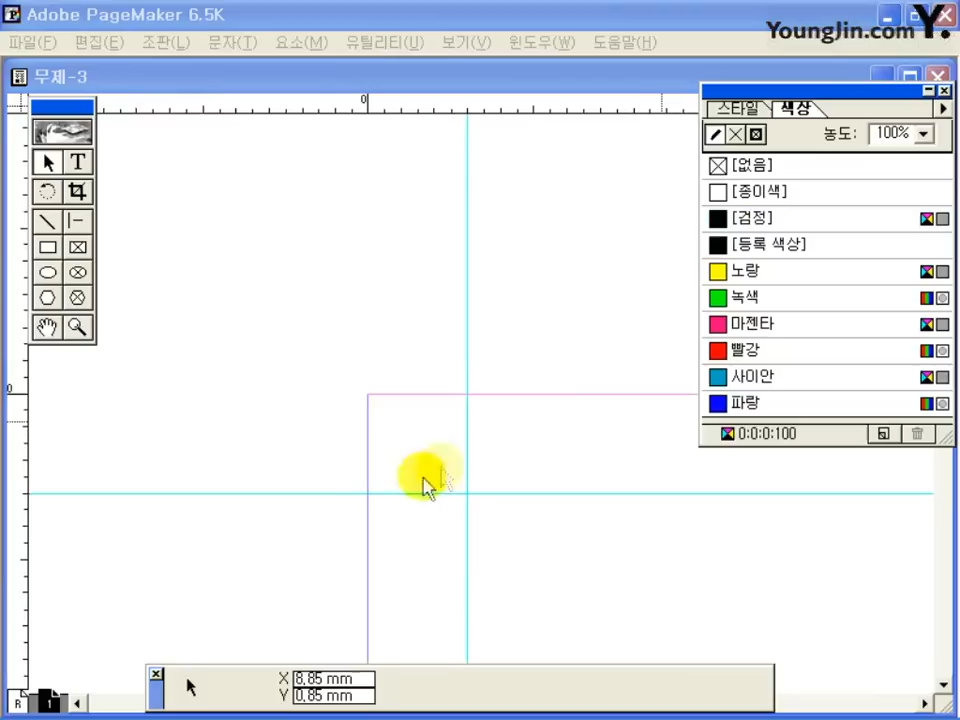 Adobe PageMaker 6.5K
파일(F) 편집(E) 조판(L) 문자(T) 요소(M) 유틸리티(U) 보기(V) 윈도우(W) 도움말(H)
YoungJin.com Y.
무제-3
0
스타일 색상
농도: 100%
[없음]
[종이색]
[검정]
[등록 색상]
노랑
녹색
마젠타
빨강
사이안
파랑
0:0:0:100
T
0
X 8,85 mm
Y 0,85 mm
R 1